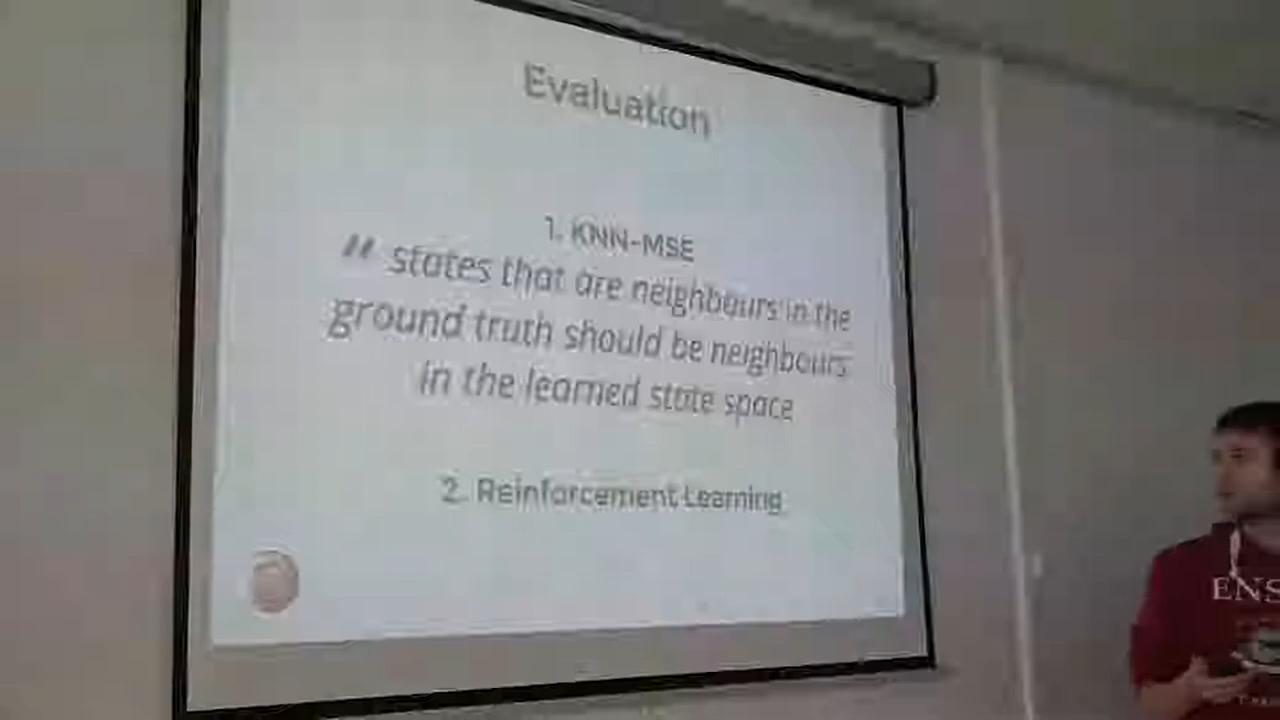 Evaluation
1. KNN-MSE
" states that are neighbours in the
ground truth should be neighbours
in the learned state space
2. Reinforcement Learning
ENS